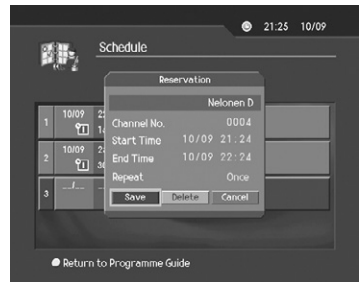 21:25 10/09
Schedule
Reservation
Nelonen D
Channel No. 0004
Start Time 10/09 21:24
End Time 10/09 22:24
Repeat Once
Save Delete Cancel
1 10/09
2 10/09
3 __/__
Return to Programme Guide